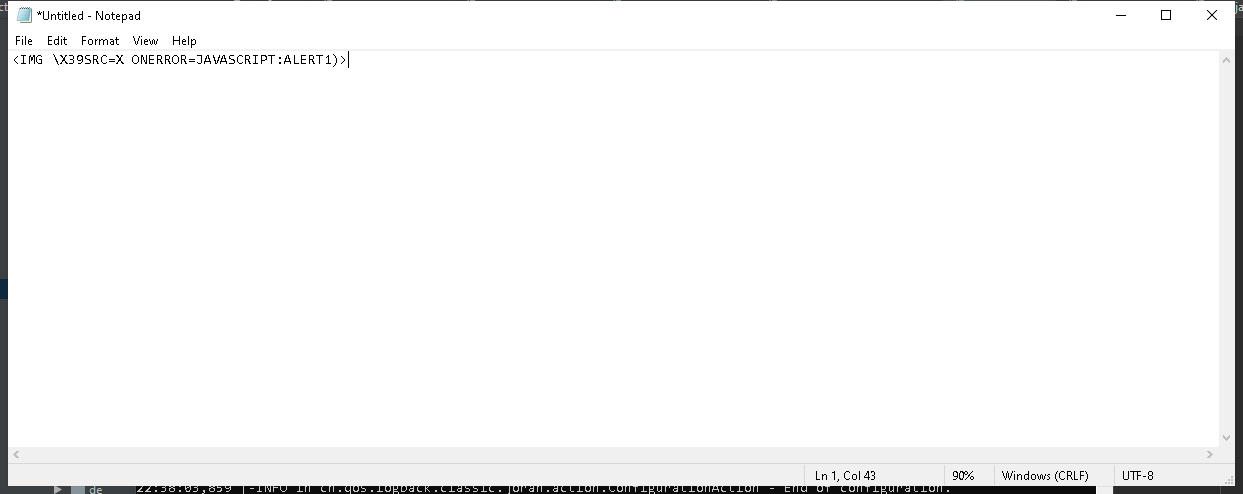 *Untitled - Notepad
File Edit Format View Help
<IMG \X39SRC=X ONERROR=JAVASCRIPT:ALERT1)>
Ln 1, Col 43 90% Windows (CRLF) UTF-8
de 22:38:03,859 |-INFO in ch.qos.logback.classic.joran.action.ConfigurationAction - End of configuration.